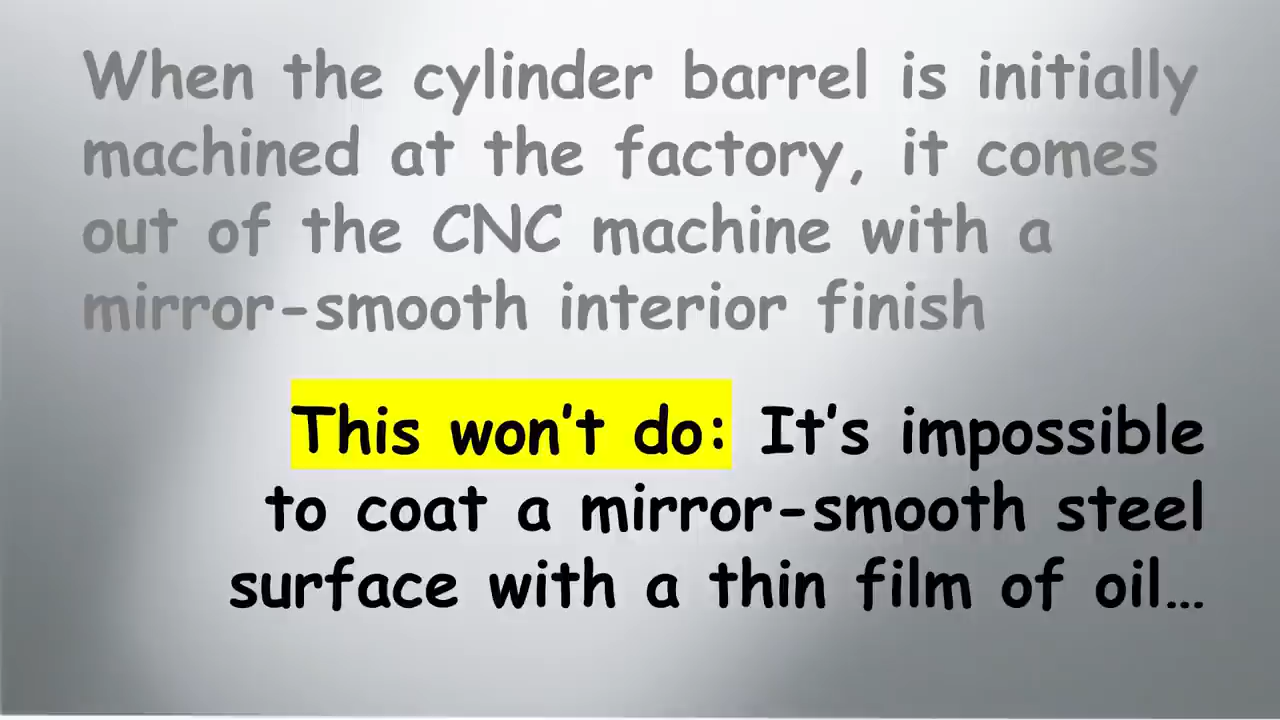 When the cylinder barrel is initially
machined at the factory, it comes
out of the CNC machine with a
mirror-smooth interior finish
This won't do: It's impossible
to coat a mirror-smooth steel
surface with a thin film of oil…